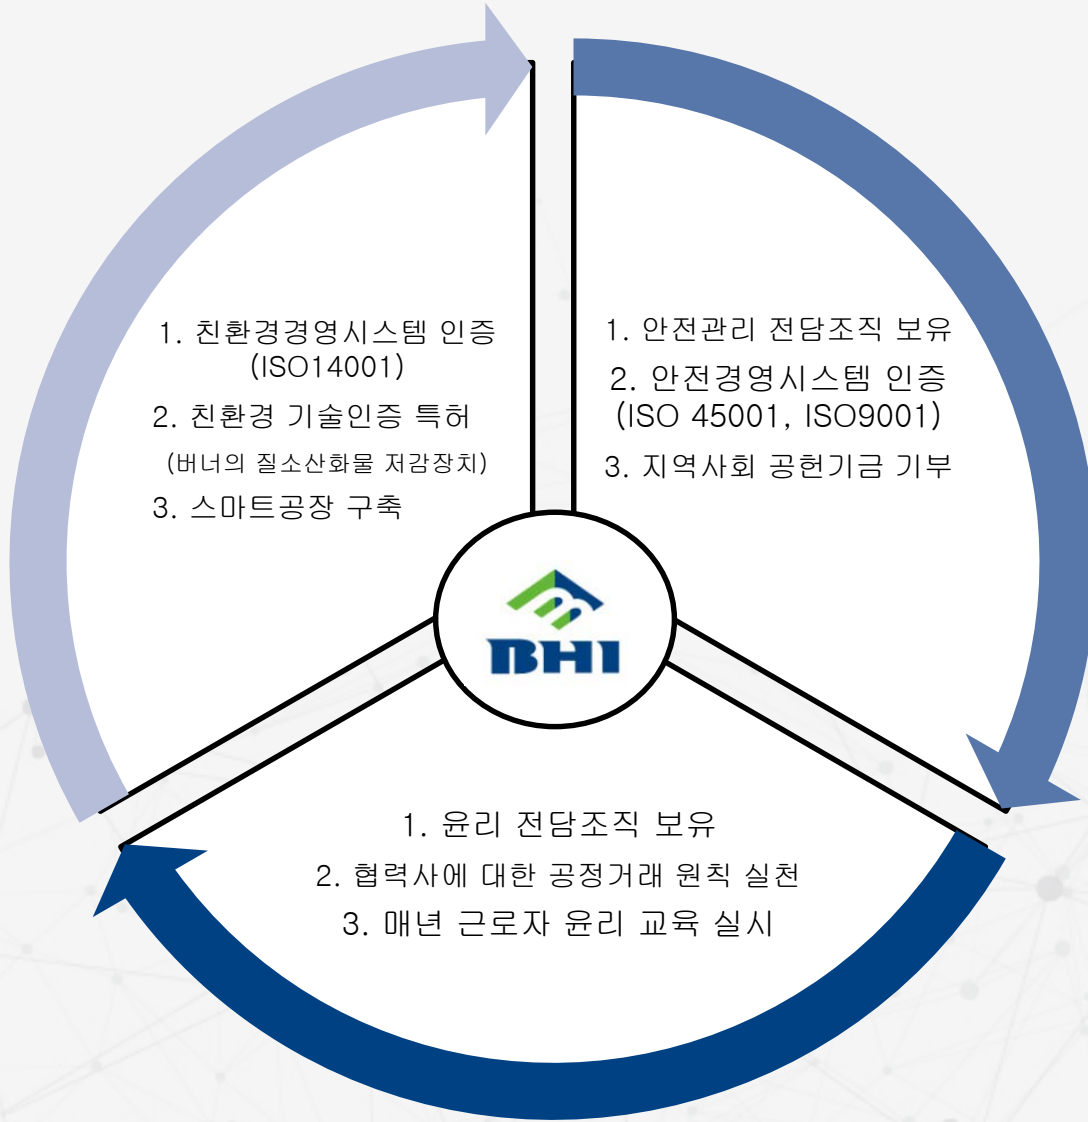 1. 친환경경영시스템 인증
(ISO14001)
2. 친환경 기술인증 특허
(버너의 질소산화물 저감장치)
3. 스마트공장 구축
1. 안전관리 전담조직 보유
2. 안전경영시스템 인증
(ISO 45001, ISO9001)
3. 지역사회 공헌기금 기부
BHI
1. 윤리 전담조직 보유
2. 협력사에 대한 공정거래 원칙 실천
3. 매년 근로자 윤리 교육 실시